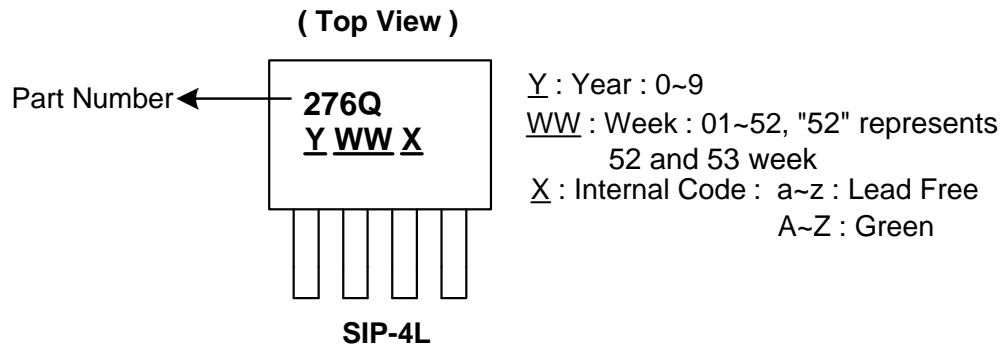 ( Top View )
Part Number
276Q
Y WW X
Y : Year : 0~9
WW : Week : 01~52, "52" represents
52 and 53 week
X : Internal Code : a~z : Lead Free
A~Z : Green
SIP-4L